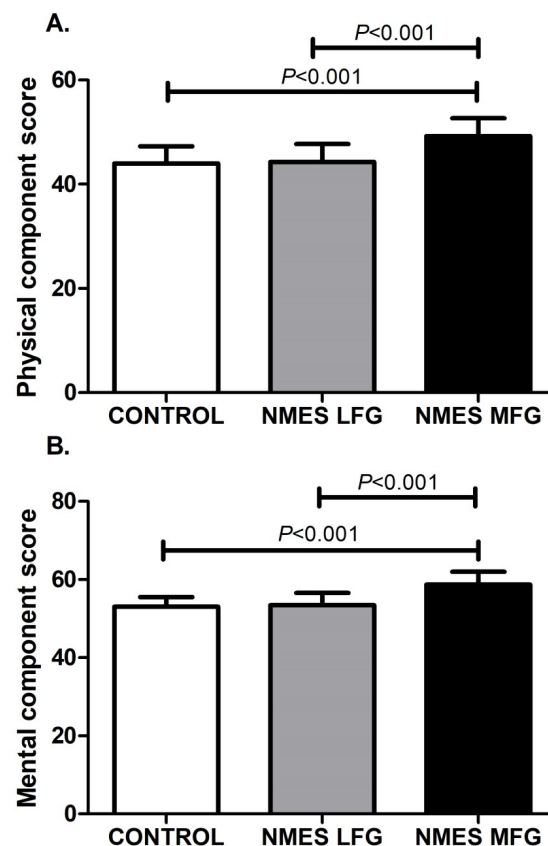 A.
P<0.001
P<0.001
60
40
20
0
Physical component score
CONTROL NMES LFG NMES MFG
B.
P<0.001
P<0.001
80
60
40
20
0
Mental component score
CONTROL NMES LFG NMES MFG